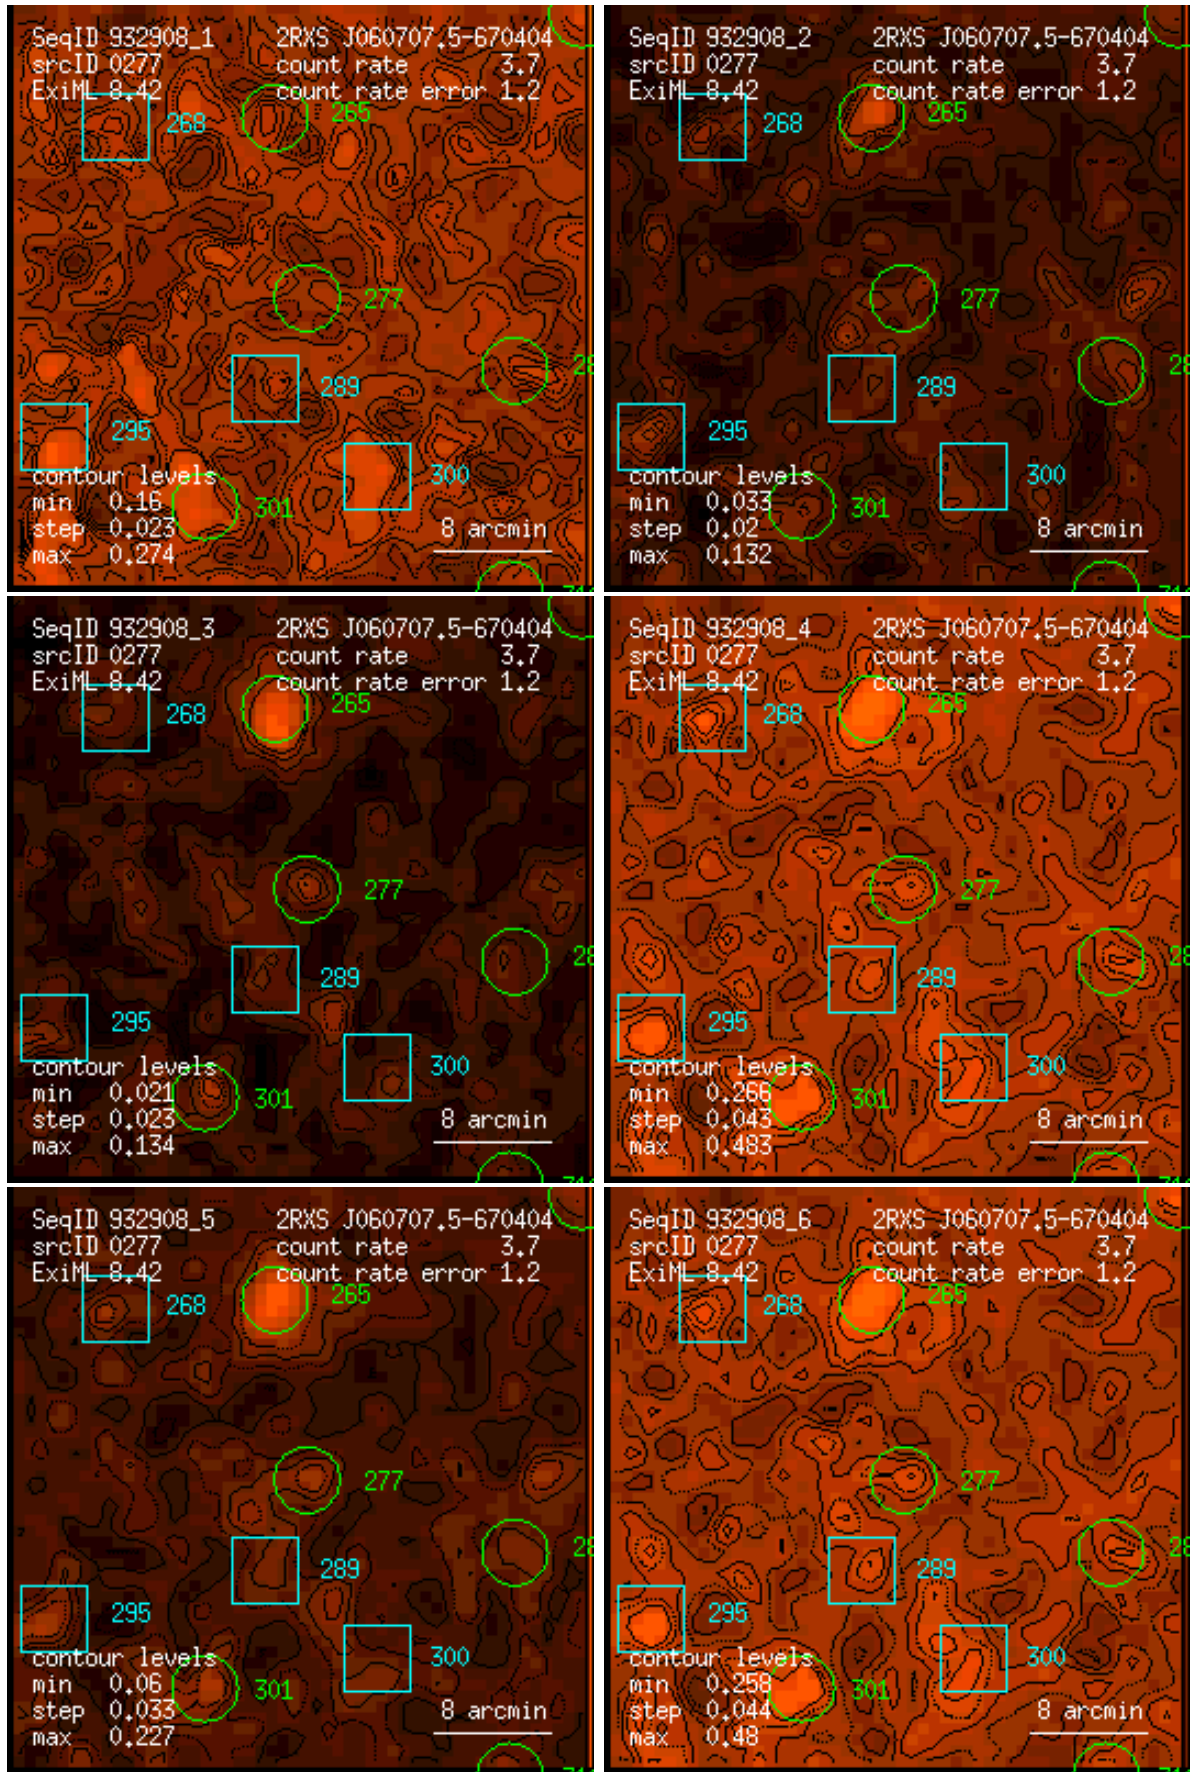 SeqID 932908_1 2RXS J060707.5-670404
srcID 0277 count rate 3.7
ExiML 8.42 count rate error 1.2
265
268
277
28
289
295
300
contour levels
min 0.16
301
step 0.023
8 arcmin
max 0.274
SeqID 932908_2 2RXS J060707.5-670404
srcID 0277 count rate 3.7
ExiML 8.42 count rate error 1.2
265
268
277
28
289
295
300
contour levels
min 0.033
301
step 0.02
8 arcmin
max 0.132
SeqID 932908_3 2RXS J060707.5-670404
srcID 0277 count rate 3.7
ExiML 8.42 count rate error 1.2
265
268
277
28
289
295
300
contour levels
min 0.021
301
step 0.023
8 arcmin
max 0.134
SeqID 932908_4 2RXS J060707.5-670404
srcID 0277 count rate 3.7
ExiML 8.42 count rate error 1.2
265
268
277
28
289
295
300
contour levels
min 0.266
301
step 0.043
8 arcmin
max 0.483
SeqID 932908_5 2RXS J060707.5-670404
srcID 0277 count rate 3.7
ExiML 8.42 count rate error 1.2
265
268
277
28
289
295
300
contour levels
min 0.06
301
step 0.033
8 arcmin
max 0.227
SeqID 932908_6 2RXS J060707.5-670404
srcID 0277 count rate 3.7
ExiML 8.42 count rate error 1.2
265
268
277
28
289
295
300
contour levels
min 0.258
301
step 0.044
8 arcmin
max 0.48